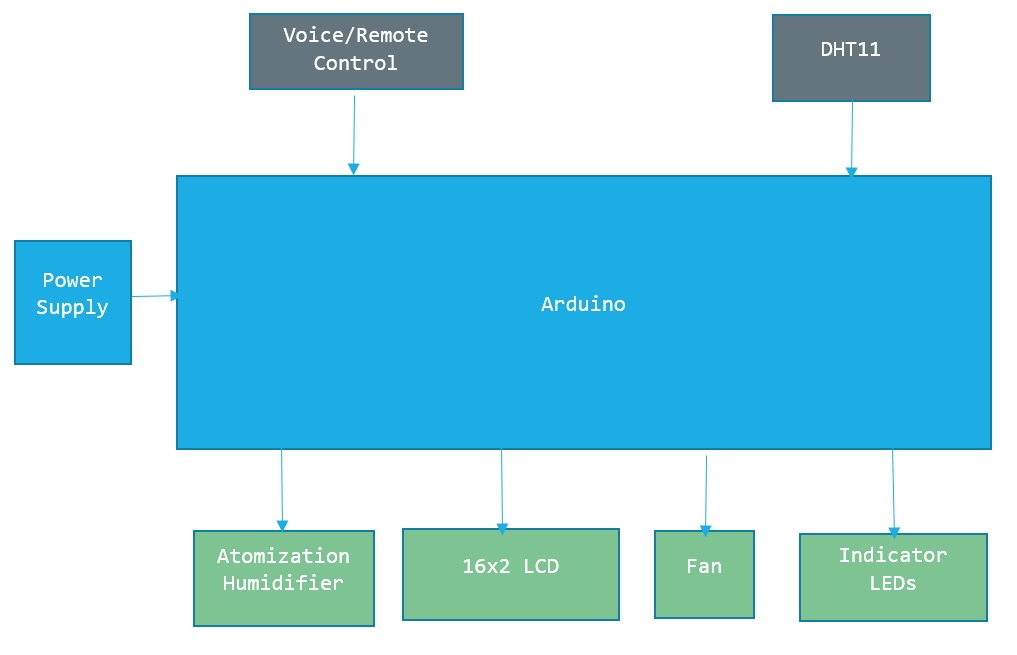 Voice/Remote
Control
DHT11
Power
Supply
Arduino
Atomization
Humidifier
16x2 LCD
Fan
Indicator
LEDs